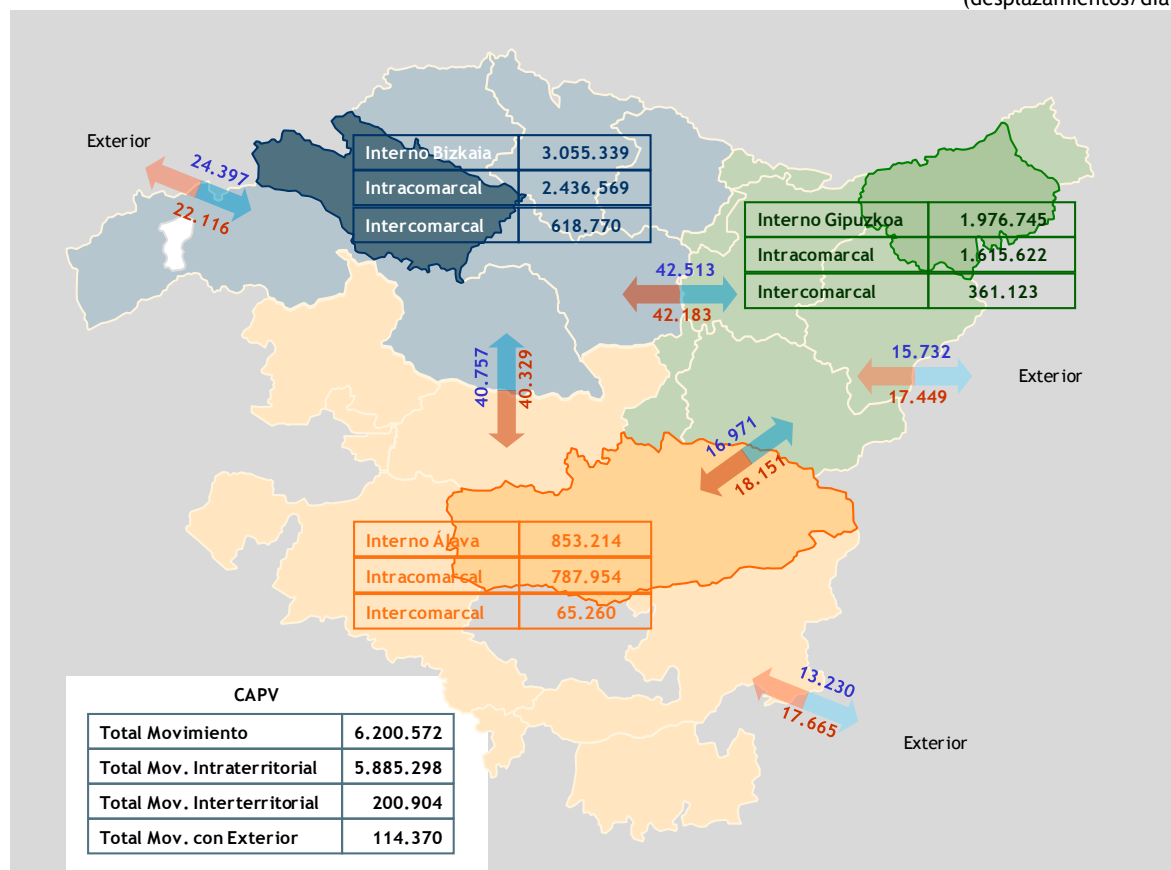 (desplazamientos/día
Exterior
24.397
22.116
Interno Bizkaia 3.055.339
Intracomarcal 2.436.569
Intercomarcal 618.770
Interno Gipuzkoa 1.976.745
Intracomarcal 1.615.622
Intercomarcal 361.123
42.513
42.183
40.757
40.329
15.732
17.449
Exterior
16.971
18.151
Interno Álava 853.214
Intracomarcal 787.954
Intercomarcal 65.260
13.230
17.665
Exterior
CAPV
Total Movimiento 6.200.572
Total Mov. Intraterritorial 5.885.298
Total Mov. Interterritorial 200.904
Total Mov. con Exterior 114.370